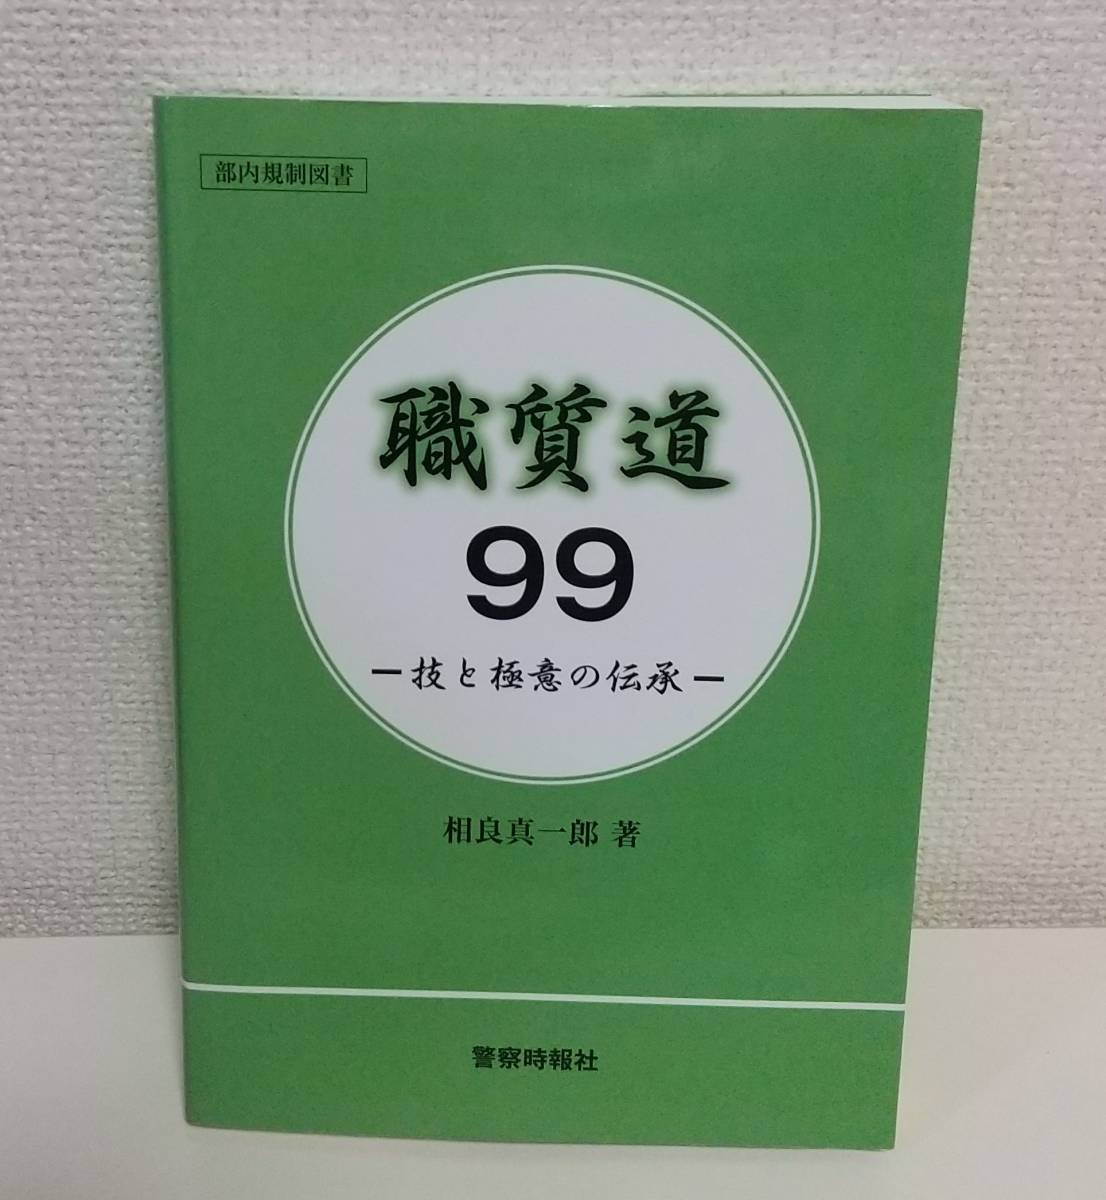 部内規制図書
職質道
99
ー技と極意の伝承ー
相良真一郎 著
警察時報社